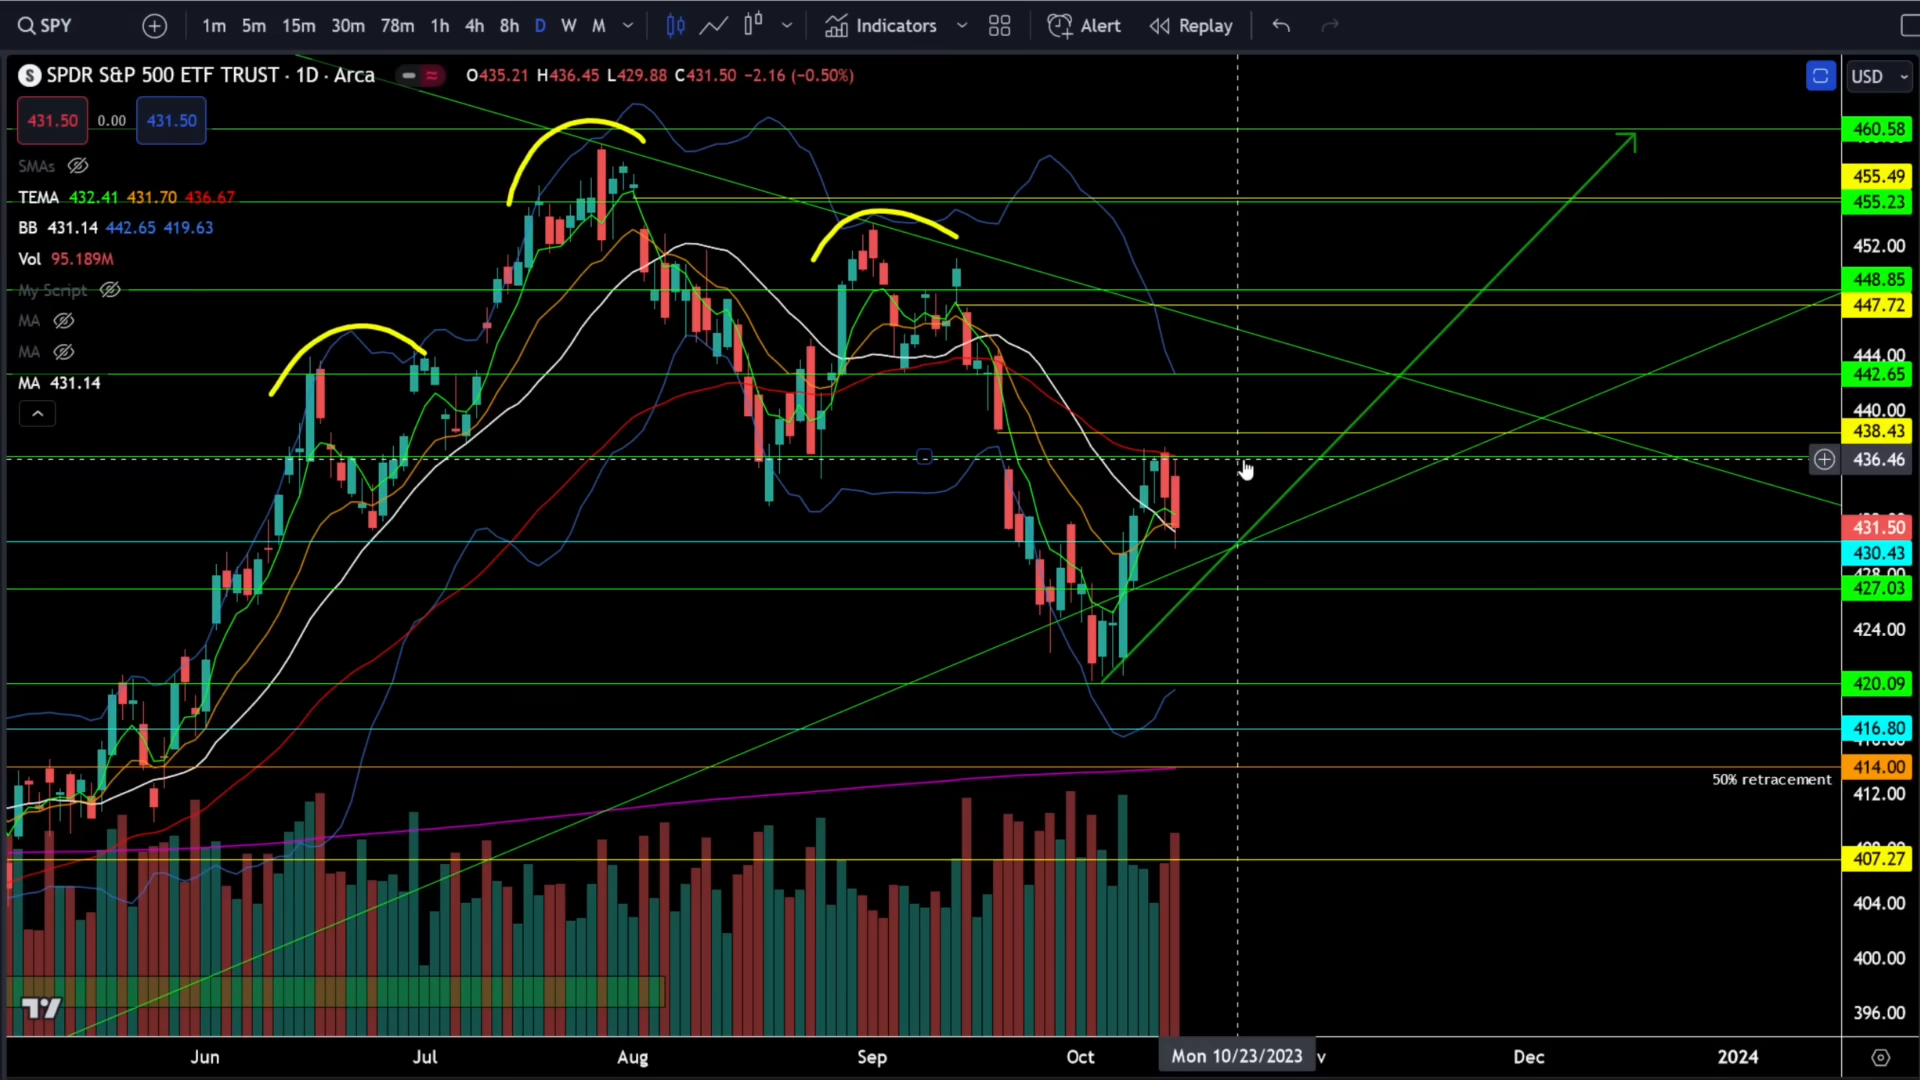 SPY 1m 5m 15m 30m 78m 1h 4h 8h D W M Indicators Alert Replay
SPDR S&P 500 ETF TRUST · 1D · Arca O435.21 H436.45 L429.88 C431.50 −2.16 (−0.50%)
USD
431.50 0.00 431.50
SMAs
TEMA 432.41 431.70 436.67
BB 431.14 442.65 419.63
Vol 95.189M
My Script
MA
MA
MA 431.14
460.58
455.49
455.23
452.00
448.85
447.72
444.00
442.65
440.00
438.43
436.46
431.50
430.43
428.00
427.03
424.00
420.09
416.80
414.00
50% retracement
412.00
407.27
404.00
400.00
396.00
Jun Jul Aug Sep Oct Mon 10/23/2023 v Dec 2024